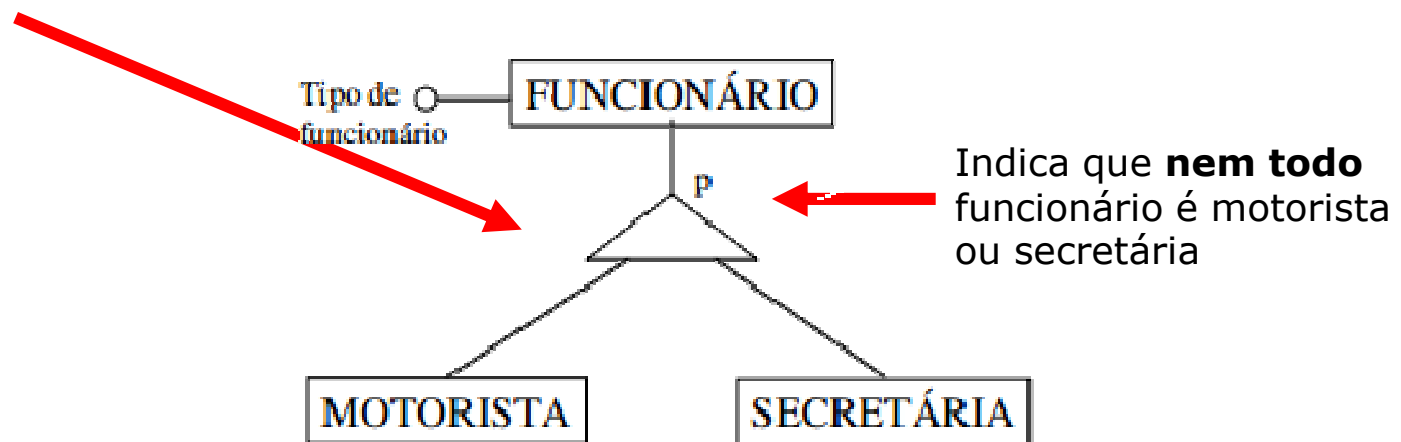 Tipo de
funcionário
FUNCIONÁRIO
p
Indica que nem todo
funcionário é motorista
ou secretária
MOTORISTA
SECRETÁRIA